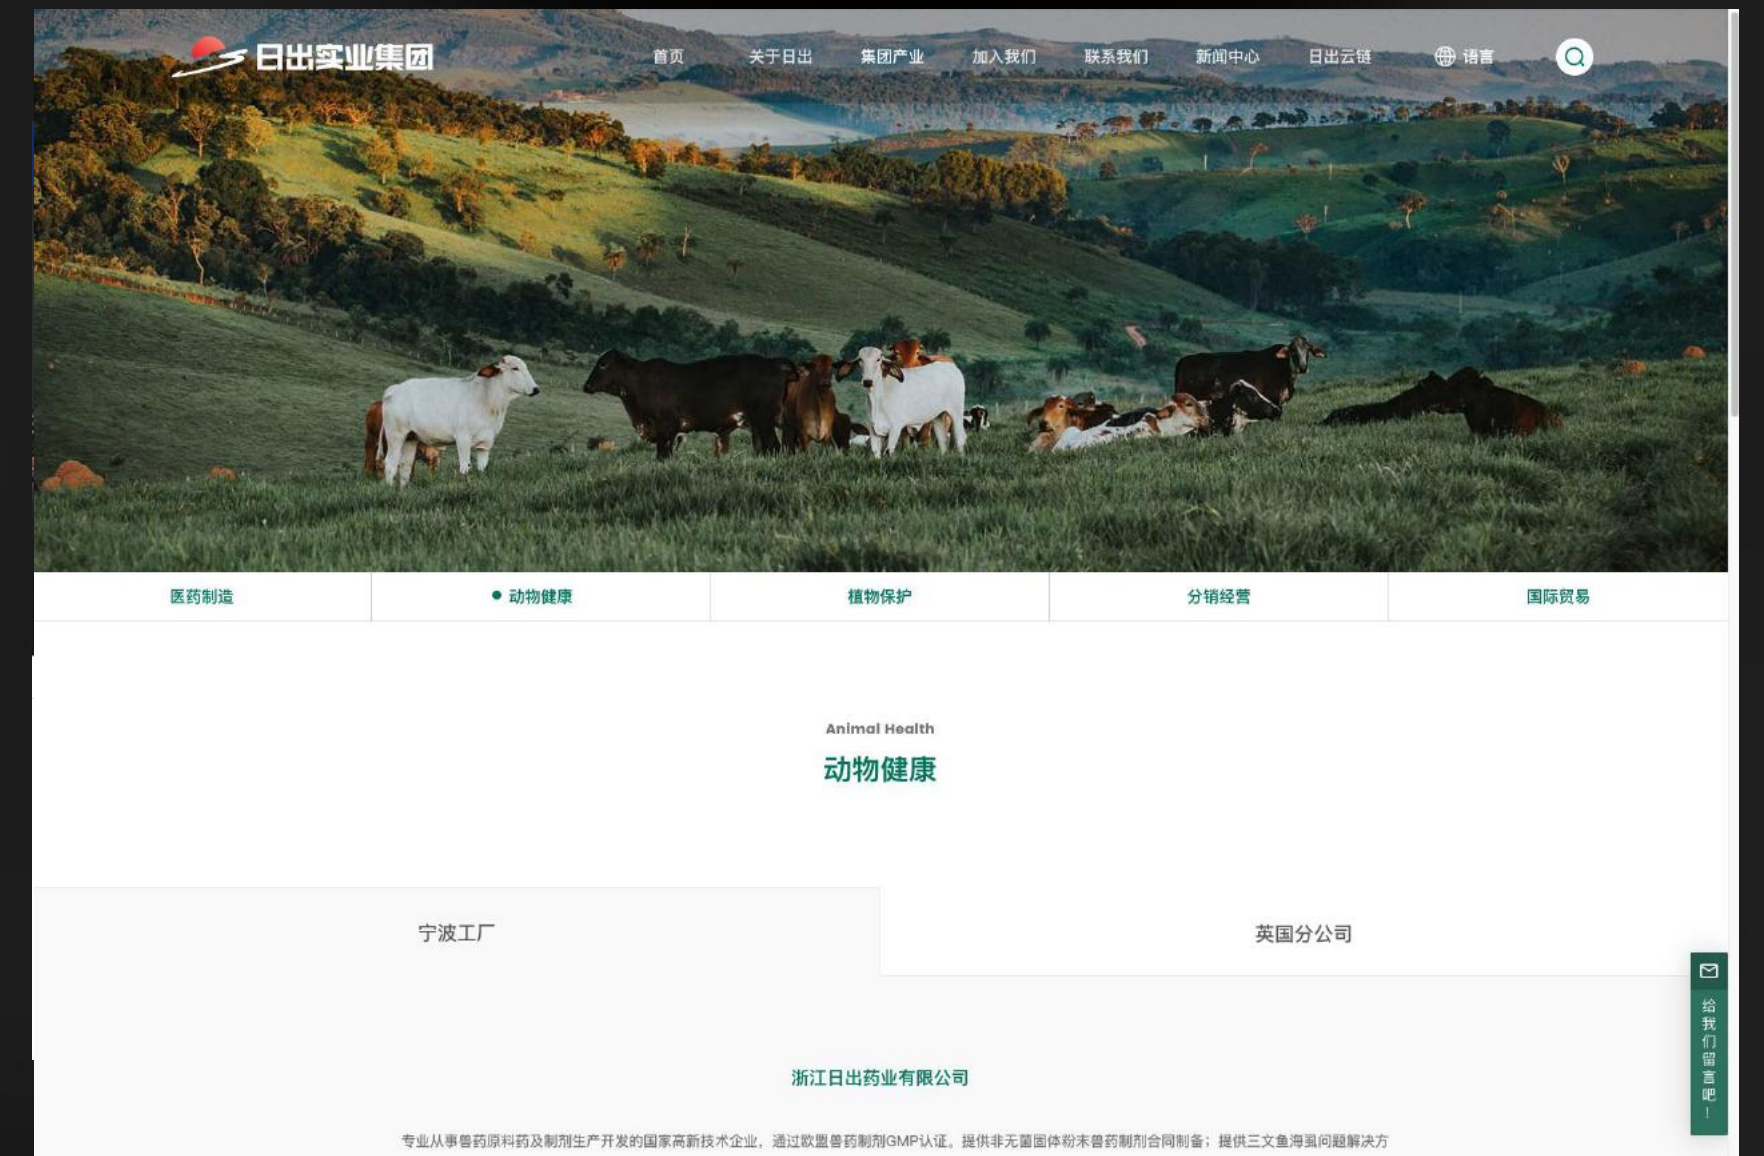 日出实业集团
首页 关于日出 集团产业 加入我们 联系我们 新闻中心 日出云链 语言
医药制造 动物健康 植物保护 分销经营 国际贸易
Animal Health
动物健康
宁波工厂 英国分公司
浙江日出药业有限公司
专业从事兽药原料药及制剂生产开发的国家高新技术企业，通过欧盟兽药制剂GMP认证。提供非无菌固体粉末兽药制剂合同制备；提供三文鱼海虱问题解决方
给我们留言吧！